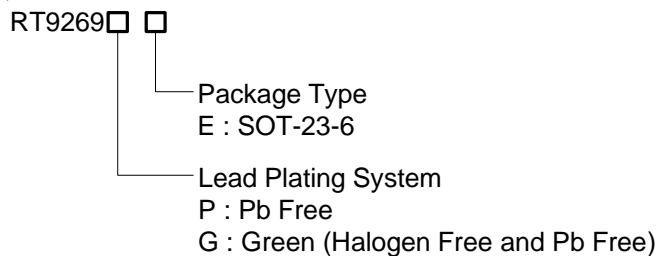 RT9269□ □
Package Type
E : SOT-23-6
Lead Plating System
P : Pb Free
G : Green (Halogen Free and Pb Free)